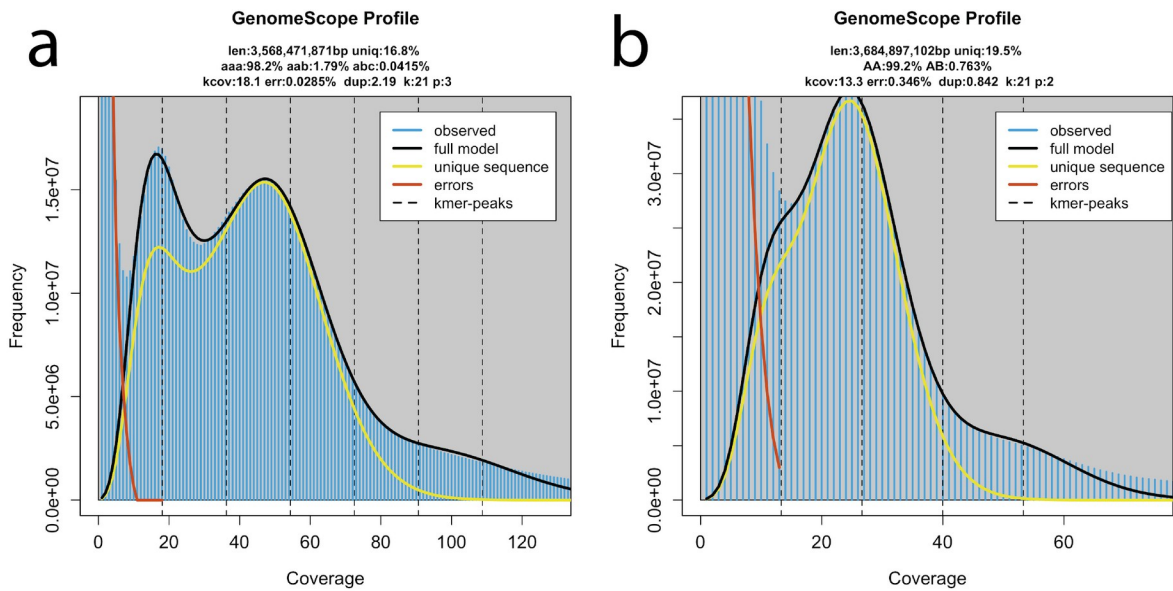 a
GenomeScope Profile
len:3,568,471,871bp uniq:16.8%
aaa:98.2% aab:1.79% abc:0.0415%
kcov:18.1 err:0.0285% dup:2.19 k:21 p:3
observed
full model
unique sequence
errors
kmer-peaks
Frequency
1.5e+07
1.0e+07
5.0e+06
0.0e+00
0 20 40 60 80 100 120
Coverage
b
GenomeScope Profile
len:3,684,897,102bp uniq:19.5%
AA:99.2% AB:0.763%
kcov:13.3 err:0.346% dup:0.842 k:21 p:2
observed
full model
unique sequence
errors
kmer-peaks
Frequency
3.0e+07
2.0e+07
1.0e+07
0.0e+00
0 20 40 60
Coverage